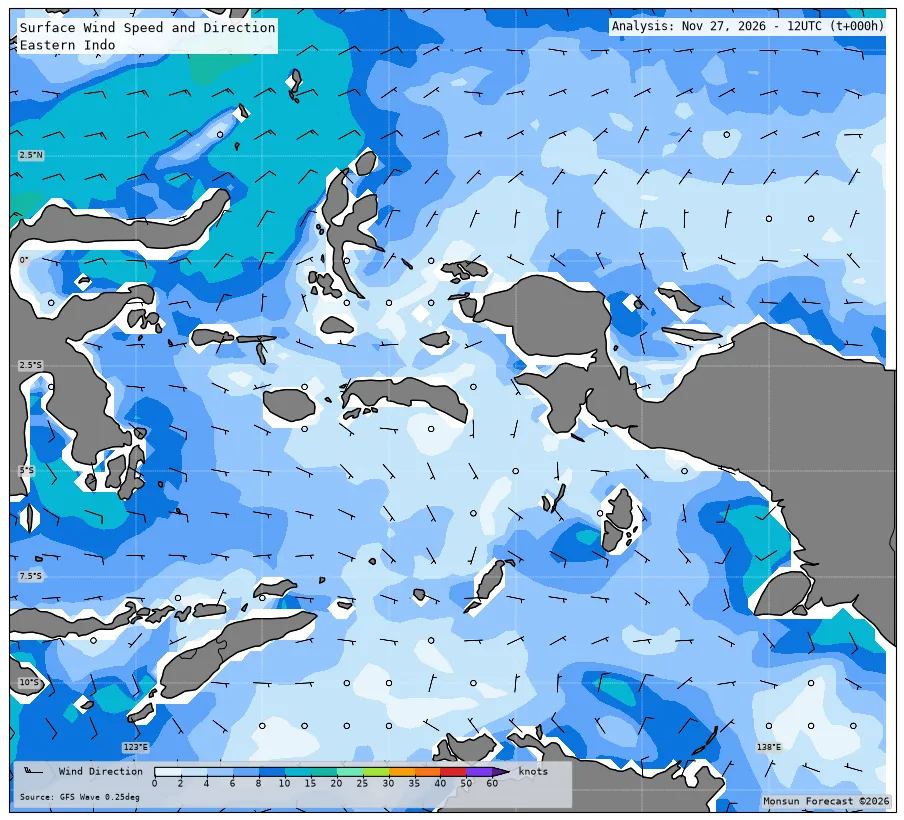 Surface Wind Speed and Direction
Eastern Indo
Analysis: Nov 27, 2026 - 12UTC (t+000h)
2.5°N
0°
2.5°S
5°S
7.5°S
10°S
123°E
138°E
Wind Direction
knots
0 2 4 6 8 10 15 20 25 30 35 40 50 60
Source: GFS Wave 0.25deg
Monsun Forecast ©2026